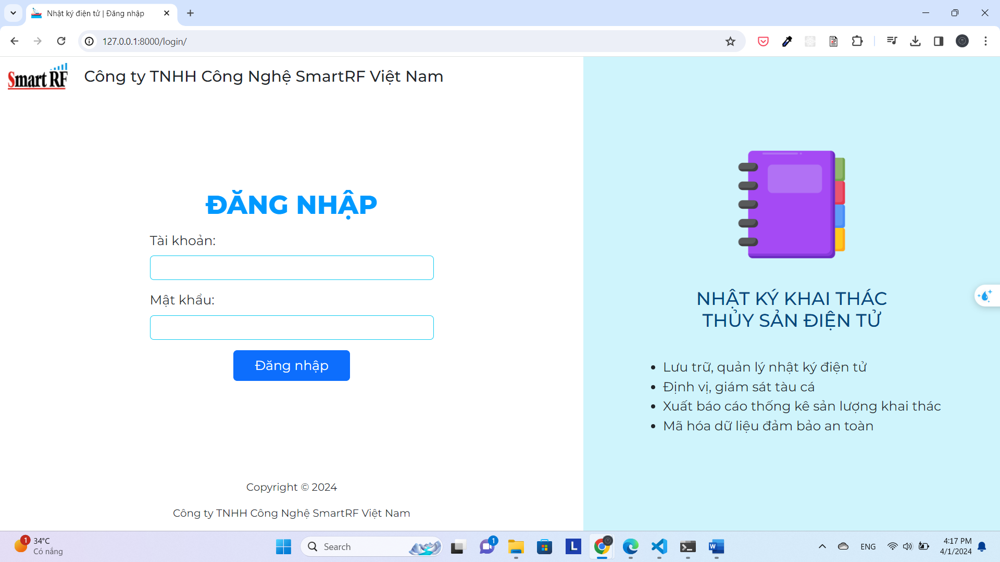 Nhật ký điện tử | Đăng nhập
127.0.0.1:8000/login/
Smart RF
Công ty TNHH Công Nghệ SmartRF Việt Nam
ĐĂNG NHẬP
Tài khoản:
Mật khẩu:
Đăng nhập
Copyright © 2024
Công ty TNHH Công Nghệ SmartRF Việt Nam
NHẬT KÝ KHAI THÁC
THỦY SẢN ĐIỆN TỬ
Lưu trữ, quản lý nhật ký điện tử
Định vị, giám sát tàu cá
Xuất báo cáo thống kê sản lượng khai thác
Mã hóa dữ liệu đảm bảo an toàn
1
34°C
Có nắng
Search
1
L
W
ENG
4:17 PM
4/1/2024